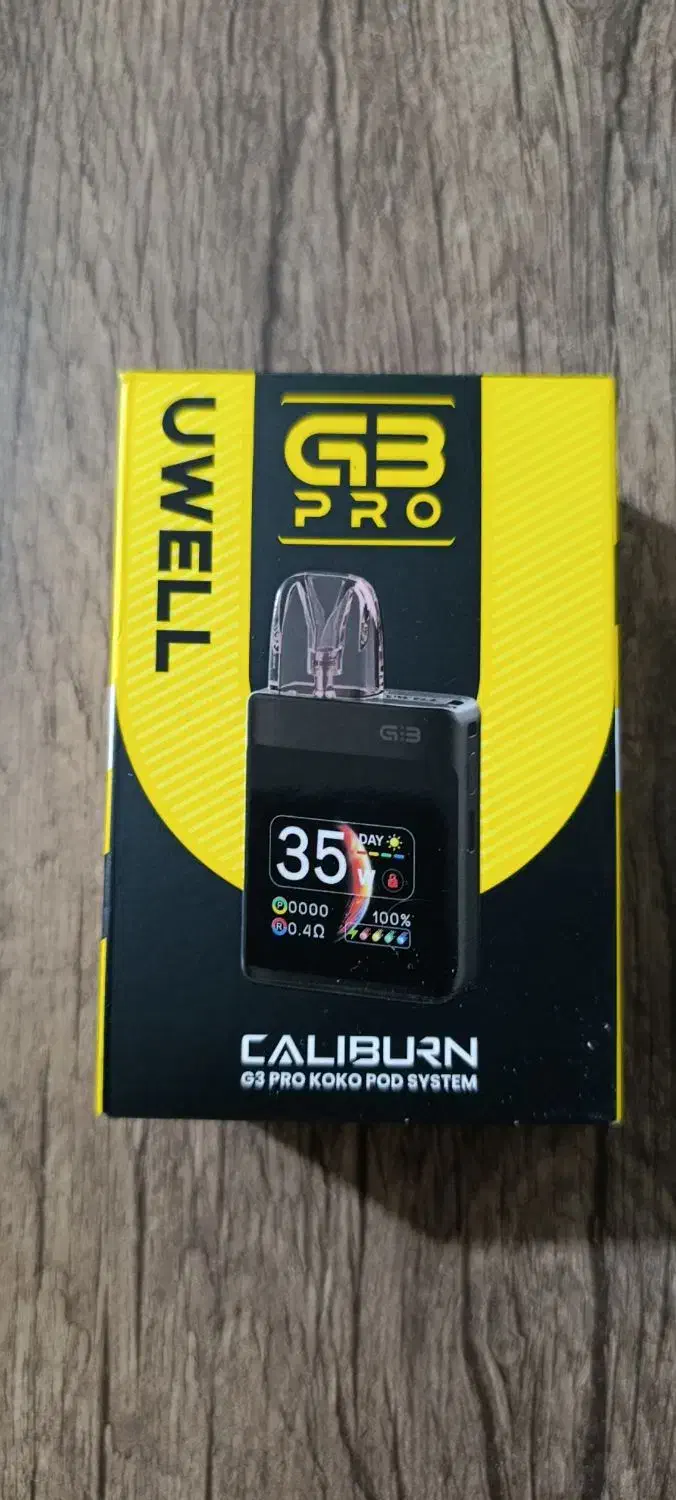 UWELL
G3
PRO
G3
35 W
DAY
P 0000
100%
R 0.4Ω
CALIBURN
G3 PRO KOKO POD SYSTEM